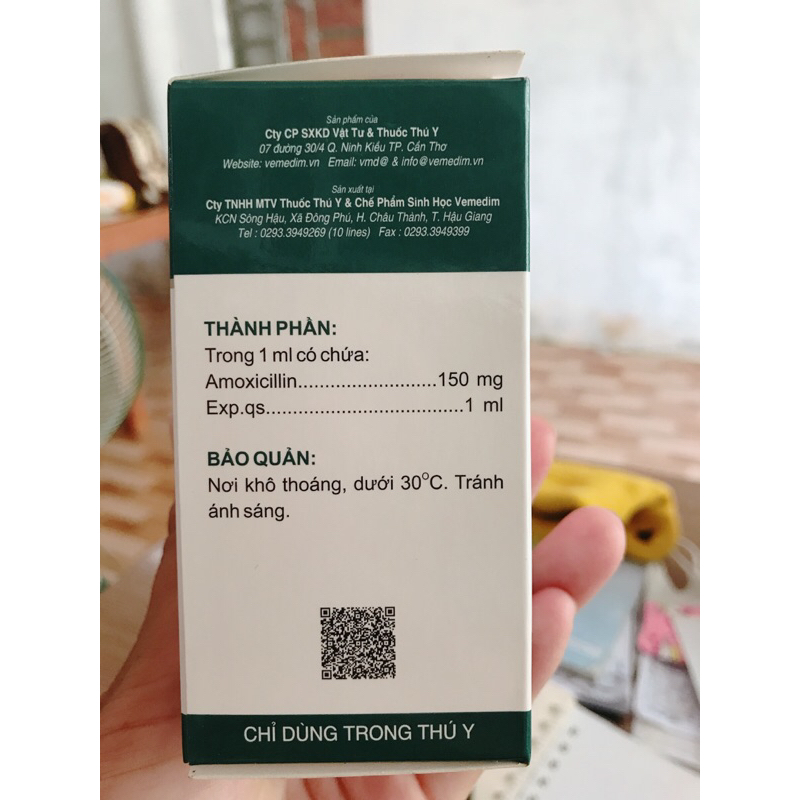 Sản phẩm của
Cty CP SXKD Vật Tư & Thuốc Thú Y
07 đường 30/4 Q. Ninh Kiều TP. Cần Thơ
Website: vemedim.vn Email: vmd@ & info@vemedim.vn
Sản xuất tại
Cty TNHH MTV Thuốc Thú Y & Chế Phẩm Sinh Học Vemedim
KCN Sông Hậu, Xã Đông Phú, H. Châu Thành, T. Hậu Giang
Tel : 0293.3949269 (10 lines) Fax : 0293.3949399
THÀNH PHẦN:
Trong 1 ml có chứa:
Amoxicillin..........................150 mg
Exp.qs.....................................1 ml
BẢO QUẢN:
Nơi khô thoáng, dưới 30°C. Tránh
ánh sáng.
CHỈ DÙNG TRONG THÚ Y